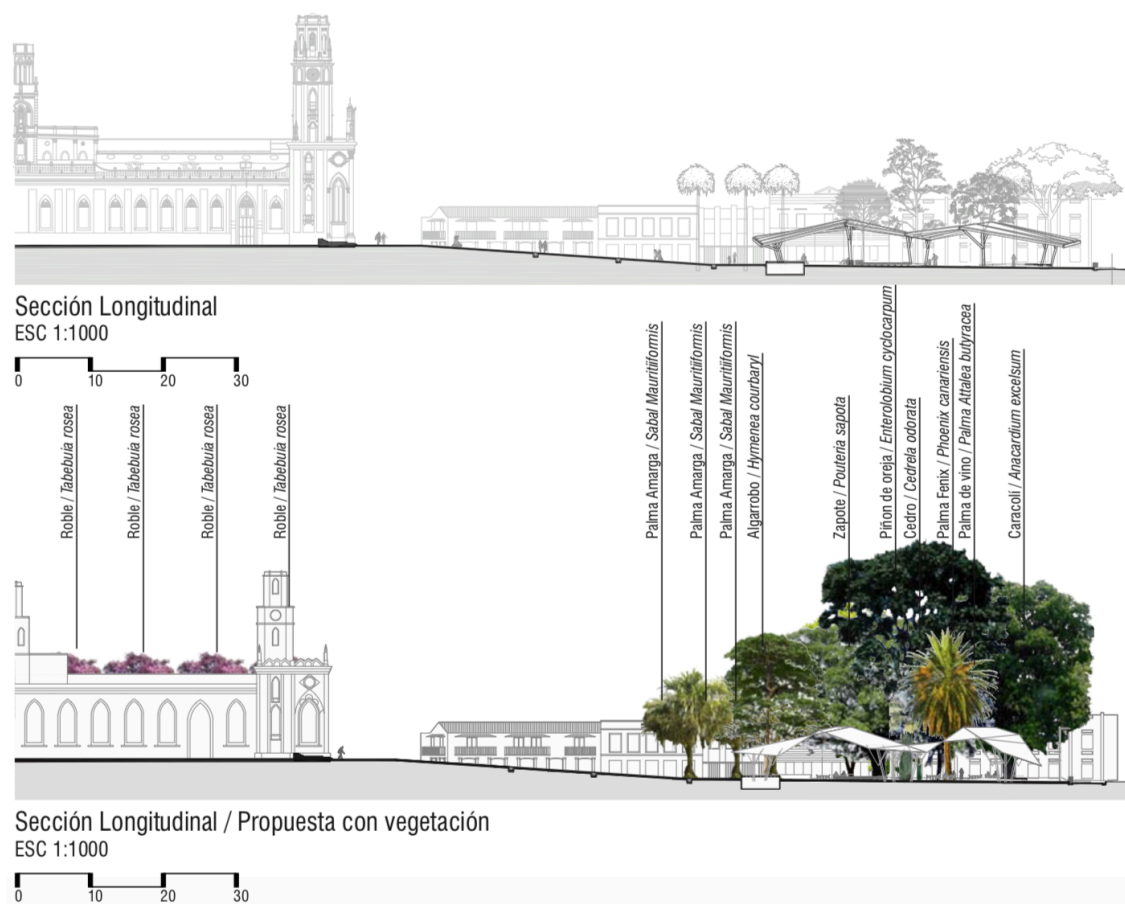 Sección Longitudinal
ESC 1:1000
0 10 20 30
Roble / Tabebuia rosea
Roble / Tabebuia rosea
Roble / Tabebuia rosea
Roble / Tabebuia rosea
Palma Amarga / Sabal Mauritiiformis
Palma Amarga / Sabal Mauritiiformis
Palma Amarga / Sabal Mauritiiformis
Algarrobo / Hymenea courbaryl
Zapote / Pouteria sapota
Piñon de oreja / Enterolobium cyclocarpum
Cedro / Cedrela odorata
Palma Fenix / Phoenix canariensis
Palma de vino / Palma Attalea butyracea
Caracolí / Anacardium excelsum
Sección Longitudinal / Propuesta con vegetación
ESC 1:1000
0 10 20 30